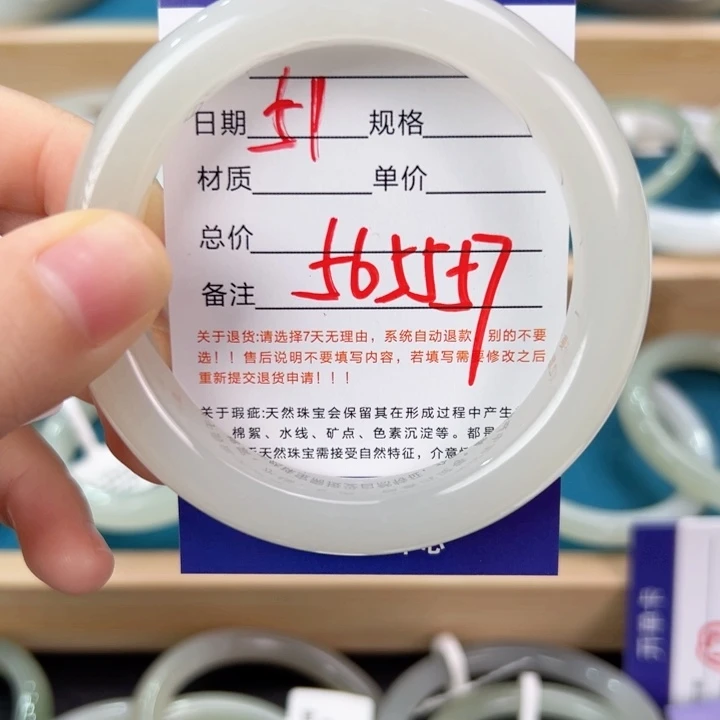 日期 51 规格
材质 单价
总价
565557
备注
关于退货:请选择7天无理由，系统自动退款，别的不要
选！！售后说明不要填写内容，若填写需要修改之后
重新提交退货申请！！！
关于瑕疵:天然珠宝会保留其在形成过程中产生
棉絮、水线、矿点、色素沉淀等。都是
天然珠宝需接受自然特征，介意